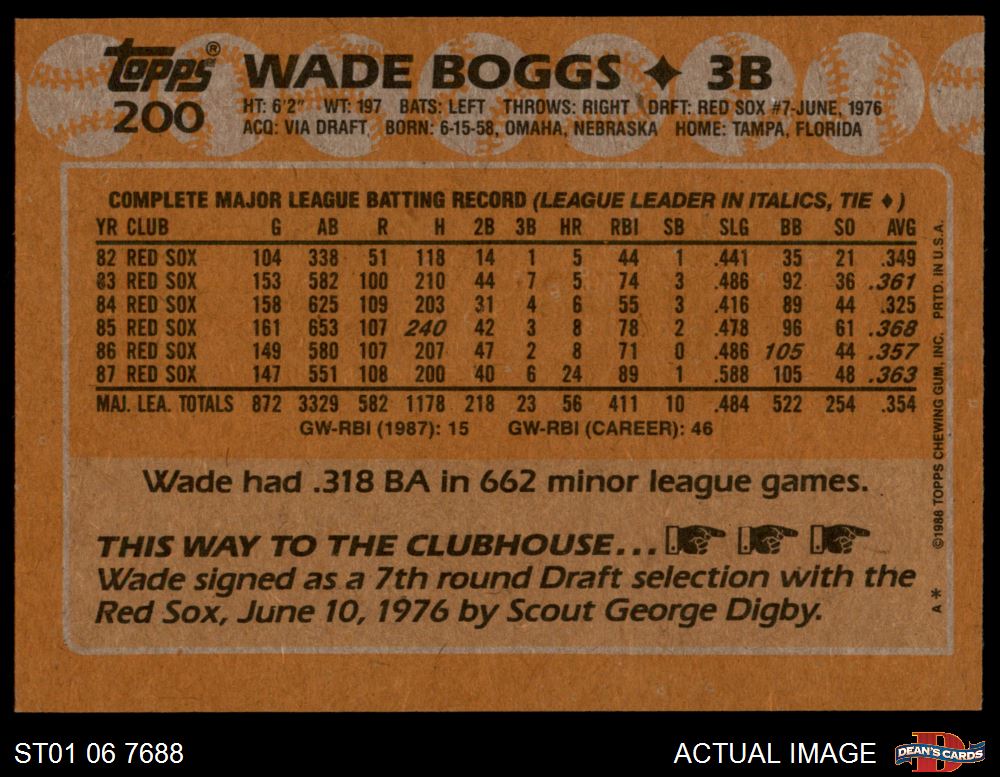 Topps® WADE BOGGS ✦ 3B
200 HT: 6'2" WT: 197 BATS: LEFT THROWS: RIGHT DRFT: RED SOX #7-JUNE, 1976
ACQ: VIA DRAFT, BORN: 6-15-58, OMAHA, NEBRASKA HOME: TAMPA, FLORIDA
COMPLETE MAJOR LEAGUE BATTING RECORD (LEAGUE LEADER IN ITALICS, TIE ♦)
YR CLUB G AB R H 2B 3B HR RBI SB SLG BB SO AVG
82 RED SOX 104 338 51 118 14 1 5 44 1 .441 35 21 .349
83 RED SOX 153 582 100 210 44 7 5 74 3 .486 92 36 .361
84 RED SOX 158 625 109 203 31 4 6 55 3 .416 89 44 .325
85 RED SOX 161 653 107 240 42 3 8 78 2 .478 96 61 .368
86 RED SOX 149 580 107 207 47 2 8 71 0 .486 105 44 .357
87 RED SOX 147 551 108 200 40 6 24 89 1 .588 105 48 .363
MAJ. LEA. TOTALS 872 3329 582 1178 218 23 56 411 10 .484 522 254 .354
GW-RBI (1987): 15 GW-RBI (CAREER): 46
Wade had .318 BA in 662 minor league games.
THIS WAY TO THE CLUBHOUSE...
Wade signed as a 7th round Draft selection with the
Red Sox, June 10, 1976 by Scout George Digby.
A * ©1988 TOPPS CHEWING GUM, INC. PRTD. IN U.S.A.
ST01 06 7688 ACTUAL IMAGE D DEAN'S CARDS